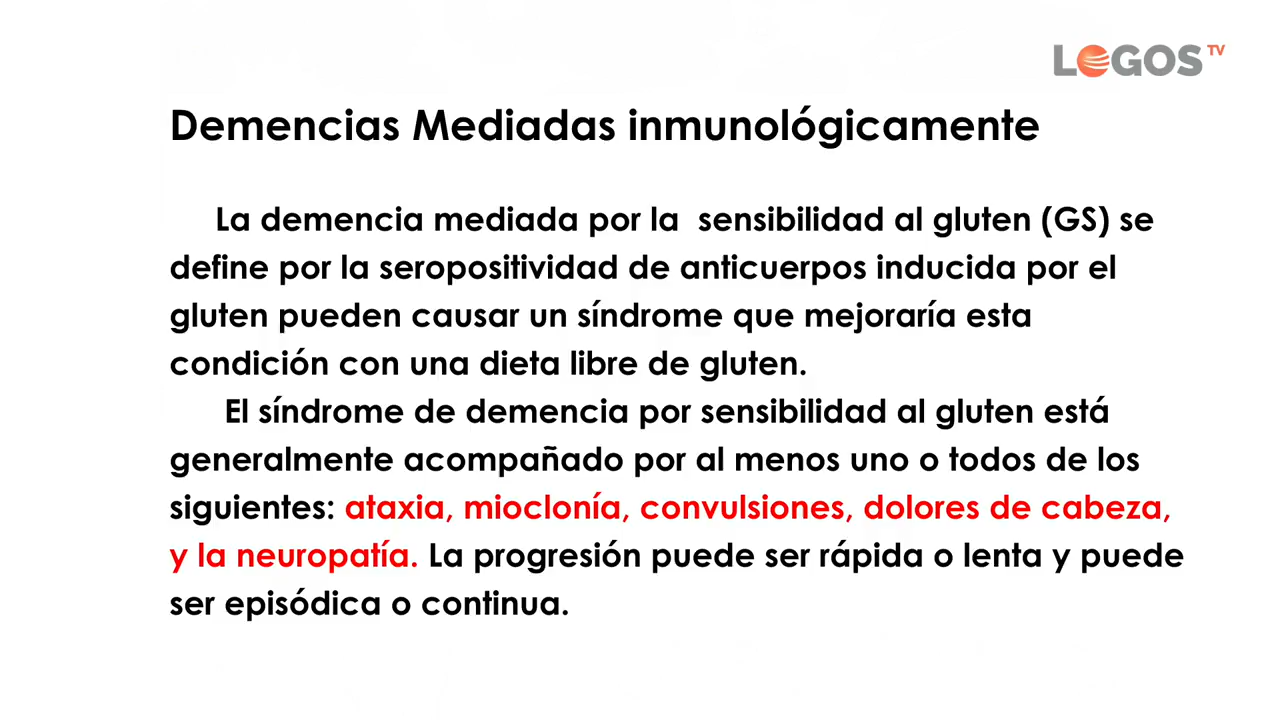 LOGOS TV
Demencias Mediadas inmunológicamente
La demencia mediada por la sensibilidad al gluten (GS) se
define por la seropositividad de anticuerpos inducida por el
gluten pueden causar un síndrome que mejoraría esta
condición con una dieta libre de gluten.
El síndrome de demencia por sensibilidad al gluten está
generalmente acompañado por al menos uno o todos de los
siguientes: ataxia, mioclonía, convulsiones, dolores de cabeza,
y la neuropatía. La progresión puede ser rápida o lenta y puede
ser episódica o continua.